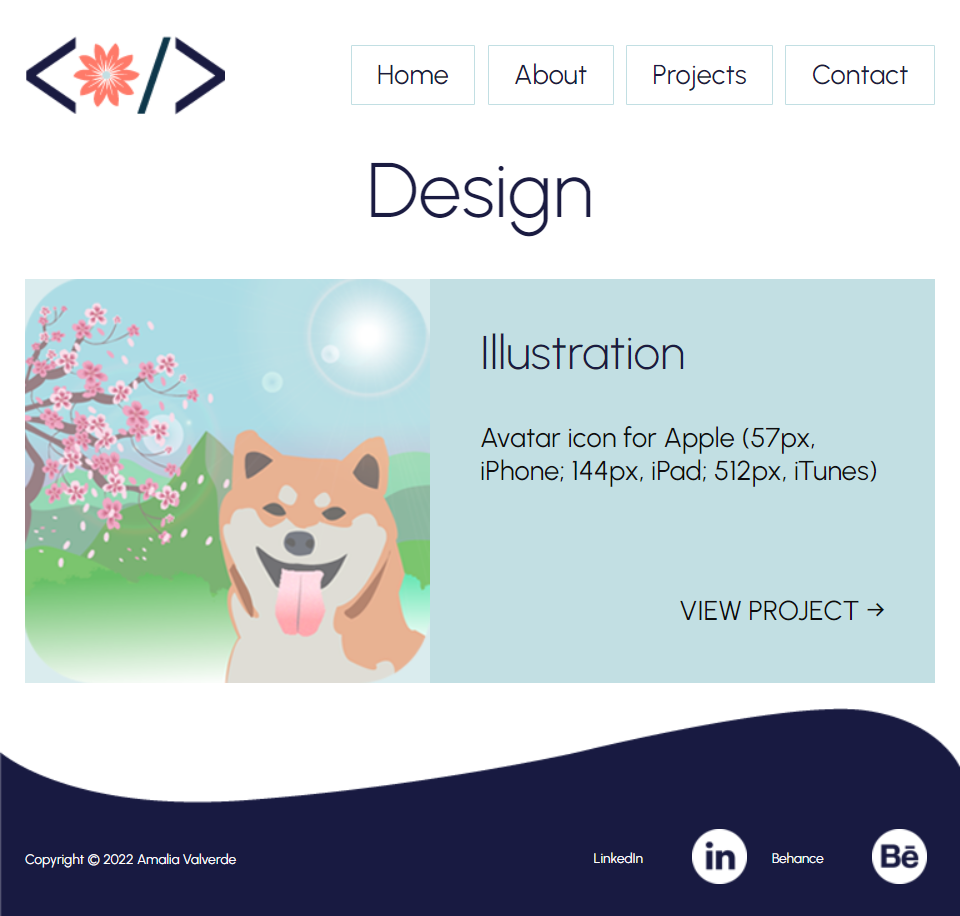 Home
About
Projects
Contact
Design
Illustration
Avatar icon for Apple (57px,
iPhone; 144px, iPad; 512px, iTunes)
VIEW PROJECT →
Copyright © 2022 Amalia Valverde
LinkedIn
in
Behance
Bē